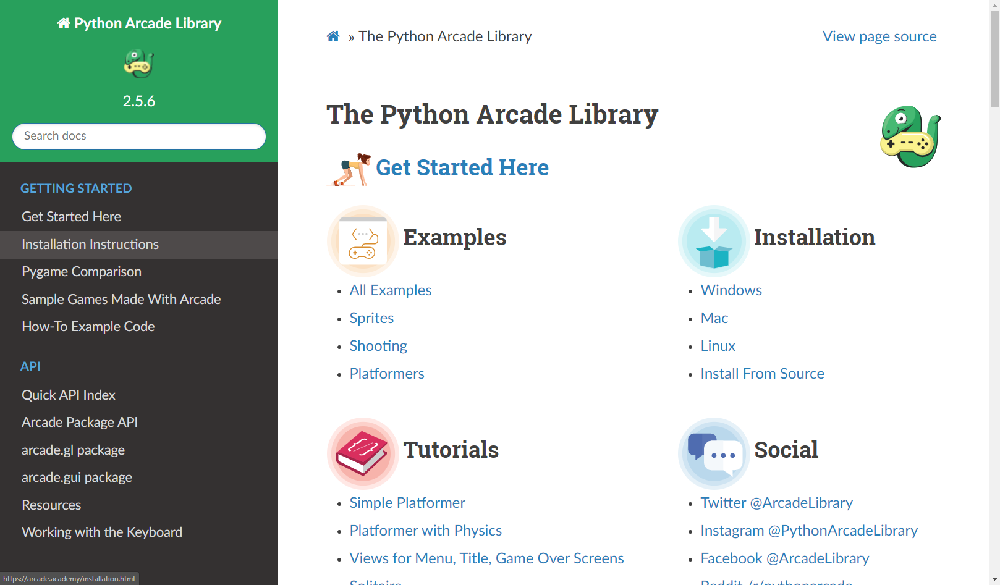 Python Arcade Library
2.5.6
Search docs
GETTING STARTED
Get Started Here
Installation Instructions
Pygame Comparison
Sample Games Made With Arcade
How-To Example Code
API
Quick API Index
Arcade Package API
arcade.gl package
arcade.gui package
Resources
Working with the Keyboard
https://arcade.academy/installation.html
» The Python Arcade Library
View page source
The Python Arcade Library
Get Started Here
Examples
All Examples
Sprites
Shooting
Platformers
Installation
Windows
Mac
Linux
Install From Source
Tutorials
Simple Platformer
Platformer with Physics
Views for Menu, Title, Game Over Screens
Solitaire
Social
Twitter @ArcadeLibrary
Instagram @PythonArcadeLibrary
Facebook @ArcadeLibrary
Reddit /r/pythonarcade